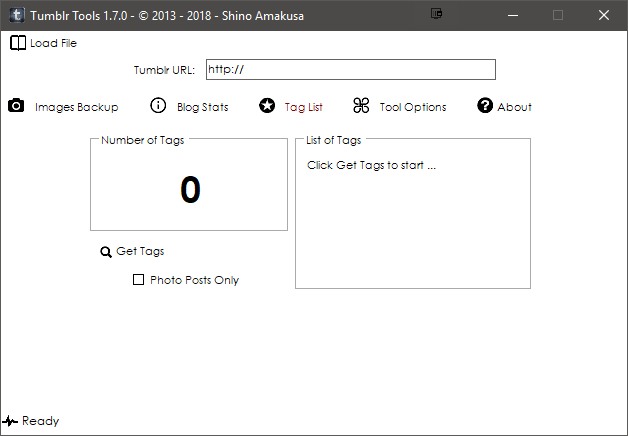 Tumblr Tools 1.7.0 - © 2013 - 2018 - Shino Amakusa
Load File
Tumblr URL: http://
Images Backup Blog Stats Tag List Tool Options About
Number of Tags
0
List of Tags
Click Get Tags to start ...
Get Tags
Photo Posts Only
Ready